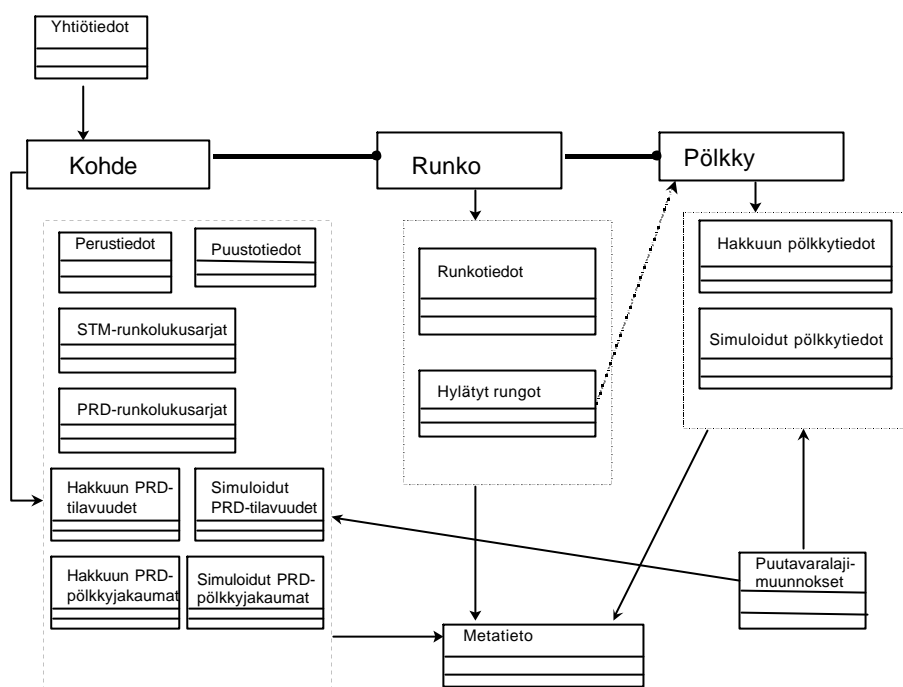 Yhtiötiedot
Kohde
Runko
Pölkky
Perustiedot
Puustotiedot
STM-runkolukusarjat
PRD-runkolukusarjat
Hakkuun PRD-
tilavuudet
Simuloidut
PRD-tilavuudet
Hakkuun PRD-
pölkkyjakaumat
Simuloidut PRD-
pölkkyjakaumat
Runkotiedot
Hylätyt rungot
Hakkuun pölkkytiedot
Simuloidut pölkkytiedot
Puutavaralaji-
muunnokset
Metatieto